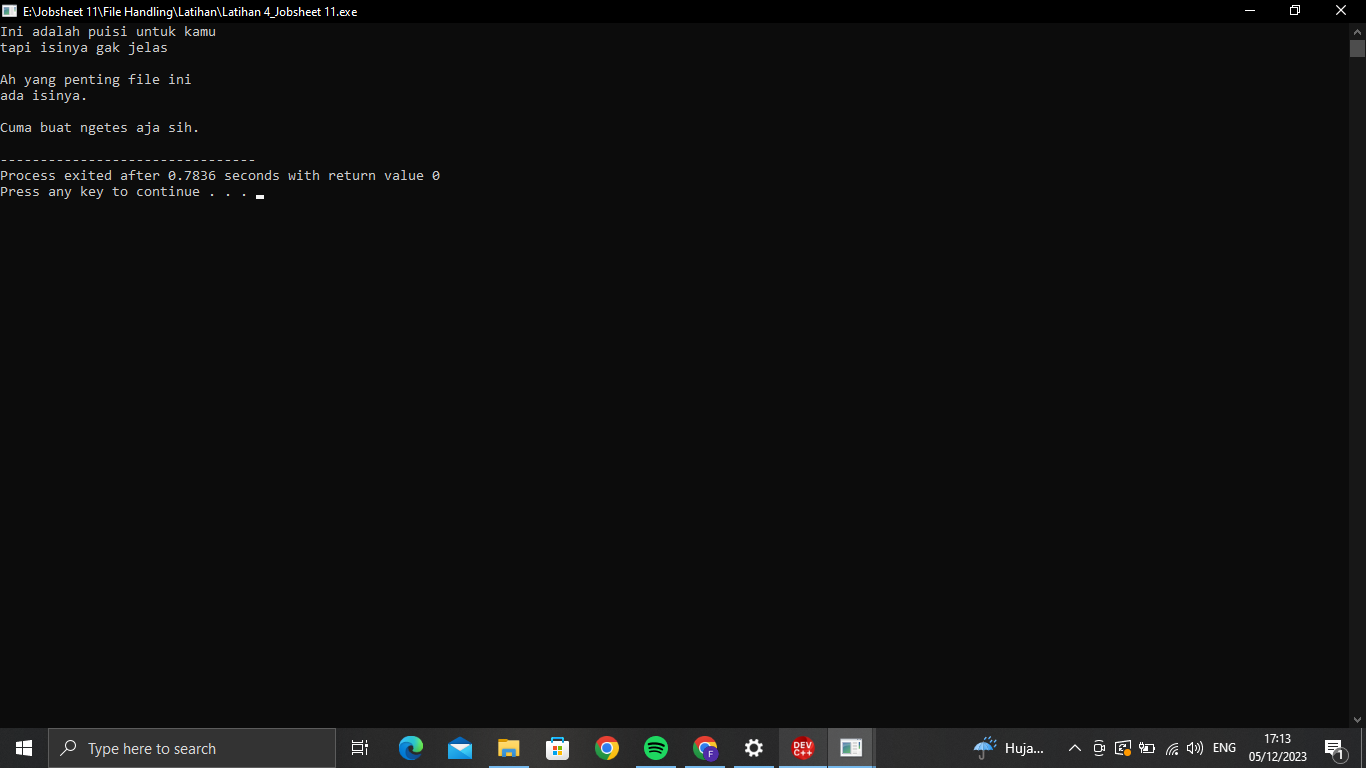 E:\Jobsheet 11\File Handling\Latihan\Latihan 4_Jobsheet 11.exe
Ini adalah puisi untuk kamu
tapi isinya gak jelas
Ah yang penting file ini
ada isinya.
Cuma buat ngetes aja sih.
--------------------------------
Process exited after 0.7836 seconds with return value 0
Press any key to continue . . .
Type here to search
DEV
C++
F
Huja...
ENG
17:13
05/12/2023
1